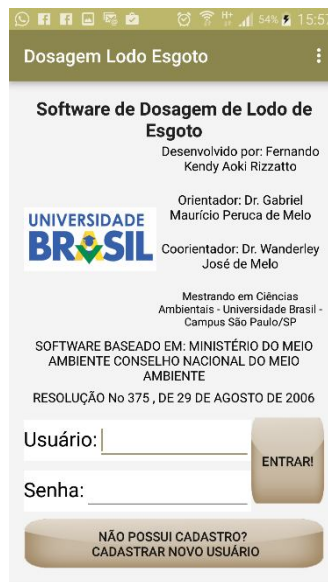 H+ 54% 15:57
Dosagem Lodo Esgoto
Software de Dosagem de Lodo de
Esgoto
Desenvolvido por: Fernando
Kendy Aoki Rizzatto
Orientador: Dr. Gabriel
Maurício Peruca de Melo
UNIVERSIDADE
BRASIL
Coorientador: Dr. Wanderley
José de Melo
Mestrando em Ciências
Ambientais - Universidade Brasil -
Campus São Paulo/SP
SOFTWARE BASEADO EM: MINISTÉRIO DO MEIO
AMBIENTE CONSELHO NACIONAL DO MEIO
AMBIENTE
RESOLUÇÃO No 375 , DE 29 DE AGOSTO DE 2006
Usuário:
ENTRAR!
Senha:
NÃO POSSUI CADASTRO?
CADASTRAR NOVO USUÁRIO